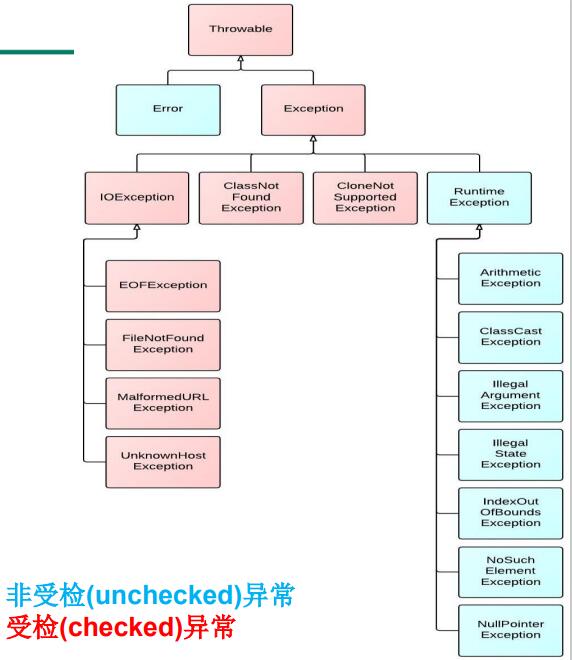 Throwable
Error
Exception
IOException
ClassNot
Found
Exception
CloneNot
Supported
Exception
Runtime
Exception
EOFException
FileNotFound
Exception
MalformedURL
Exception
UnknownHost
Exception
Arithmetic
Exception
ClassCast
Exception
Illegal
Argument
Exception
Illegal
State
Exception
IndexOut
OfBounds
Exception
NoSuch
Element
Exception
NullPointer
Exception
非受检(unchecked)异常
受检(checked)异常